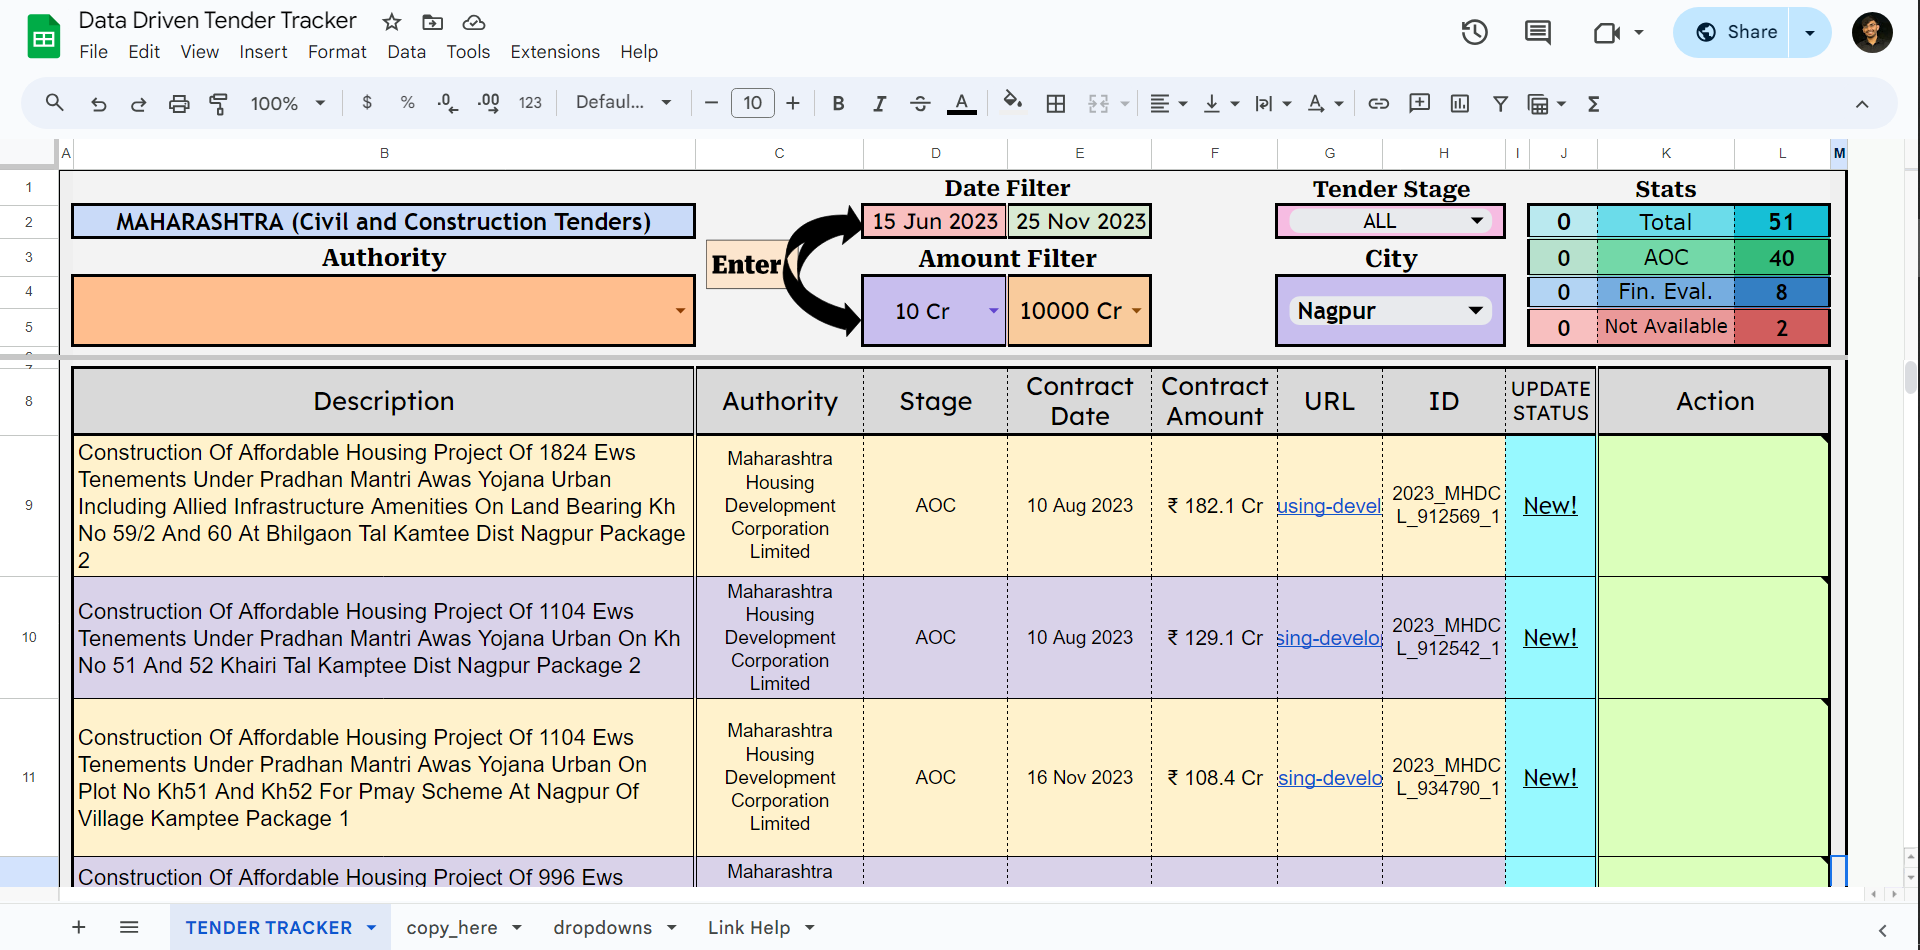 Data Driven Tender Tracker
File Edit View Insert Format Data Tools Extensions Help
Share
100% $ % .0 .00 123 Defaul... 10 B I A
A B C D E F G H I J K L M
1 Date Filter Tender Stage Stats
2 MAHARASHTRA (Civil and Construction Tenders) 15 Jun 2023 25 Nov 2023 ALL 0 Total 51
3 Authority Enter Amount Filter City 0 AOC 40
4 10 Cr 10000 Cr Nagpur 0 Fin. Eval. 8
5 0 Not Available 2
8 Description Authority Stage Contract Date Contract Amount URL ID UPDATE STATUS Action
9
Construction Of Affordable Housing Project Of 1824 Ews
Tenements Under Pradhan Mantri Awas Yojana Urban
Including Allied Infrastructure Amenities On Land Bearing Kh
No 59/2 And 60 At Bhilgaon Tal Kamtee Dist Nagpur Package
2
Maharashtra
Housing
Development
Corporation
Limited
AOC
10 Aug 2023
₹ 182.1 Cr
using-devel
2023_MHDC
L_912569_1
New!
10
Construction Of Affordable Housing Project Of 1104 Ews
Tenements Under Pradhan Mantri Awas Yojana Urban On Kh
No 51 And 52 Khairi Tal Kamptee Dist Nagpur Package 2
Maharashtra
Housing
Development
Corporation
Limited
AOC
10 Aug 2023
₹ 129.1 Cr
sing-develo
2023_MHDC
L_912542_1
New!
11
Construction Of Affordable Housing Project Of 1104 Ews
Tenements Under Pradhan Mantri Awas Yojana Urban On
Plot No Kh51 And Kh52 For Pmay Scheme At Nagpur Of
Village Kamptee Package 1
Maharashtra
Housing
Development
Corporation
Limited
AOC
16 Nov 2023
₹ 108.4 Cr
sing-develo
2023_MHDC
L_934790_1
New!
Construction Of Affordable Housing Project Of 996 Ews
Maharashtra
TENDER TRACKER copy_here dropdowns Link Help